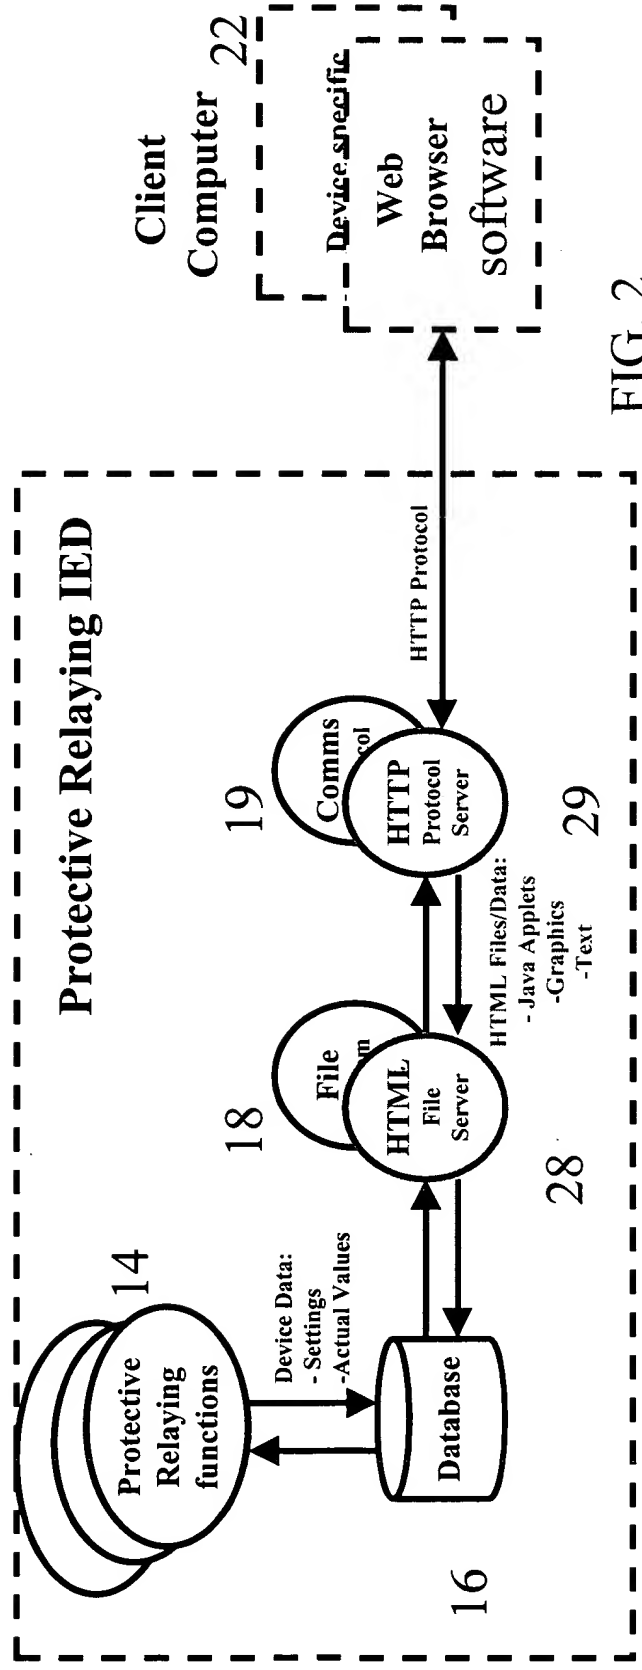 Protective Relaying IED
Client
Computer
22
Device specific
Web
Browser
software
14
Protective
Relaying
functions
Device Data:
- Settings
-Actual Values
16
Database
18
File
HTML
File
Server
28
HTML Files/Data:
- Java Applets
-Graphics
-Text
19
Comms
HTTP
Protocol
Server
29
HTTP Protocol
FIG. 2